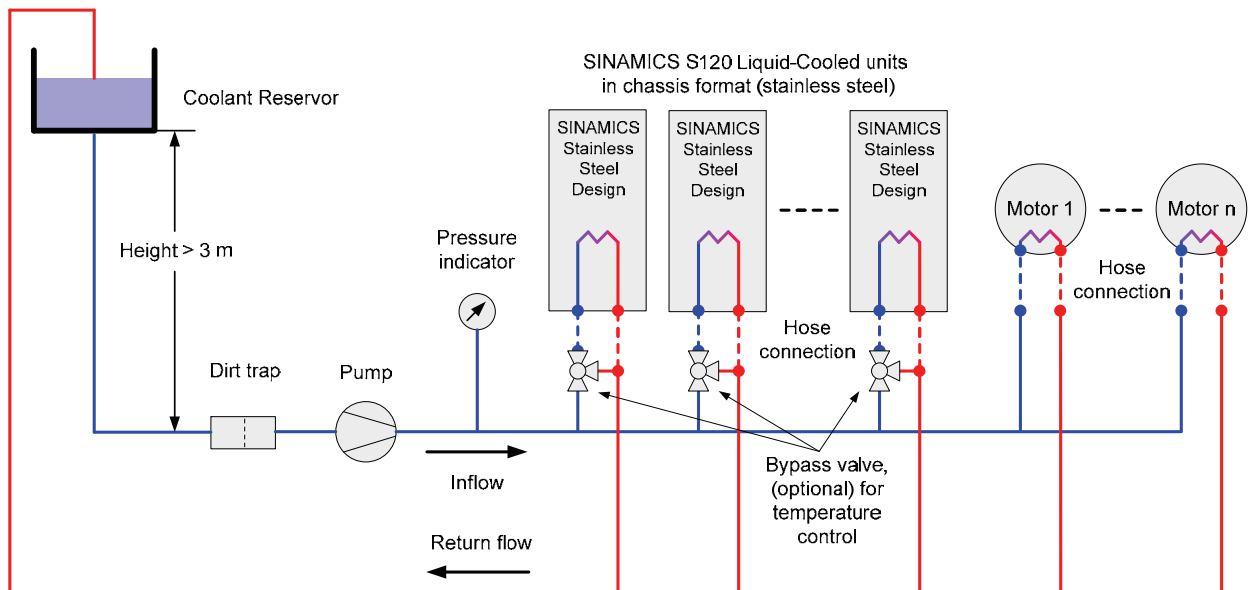 SINAMICS S120 Liquid-Cooled units
in chassis format (stainless steel)
Coolant Reservor
SINAMICS
Stainless
Steel
Design
SINAMICS
Stainless
Steel
Design
SINAMICS
Stainless
Steel
Design
Motor 1
Motor n
Height > 3 m
Pressure
indicator
Hose
connection
Hose
connection
Dirt trap
Pump
Inflow
Bypass valve,
(optional) for
temperature
control
Return flow